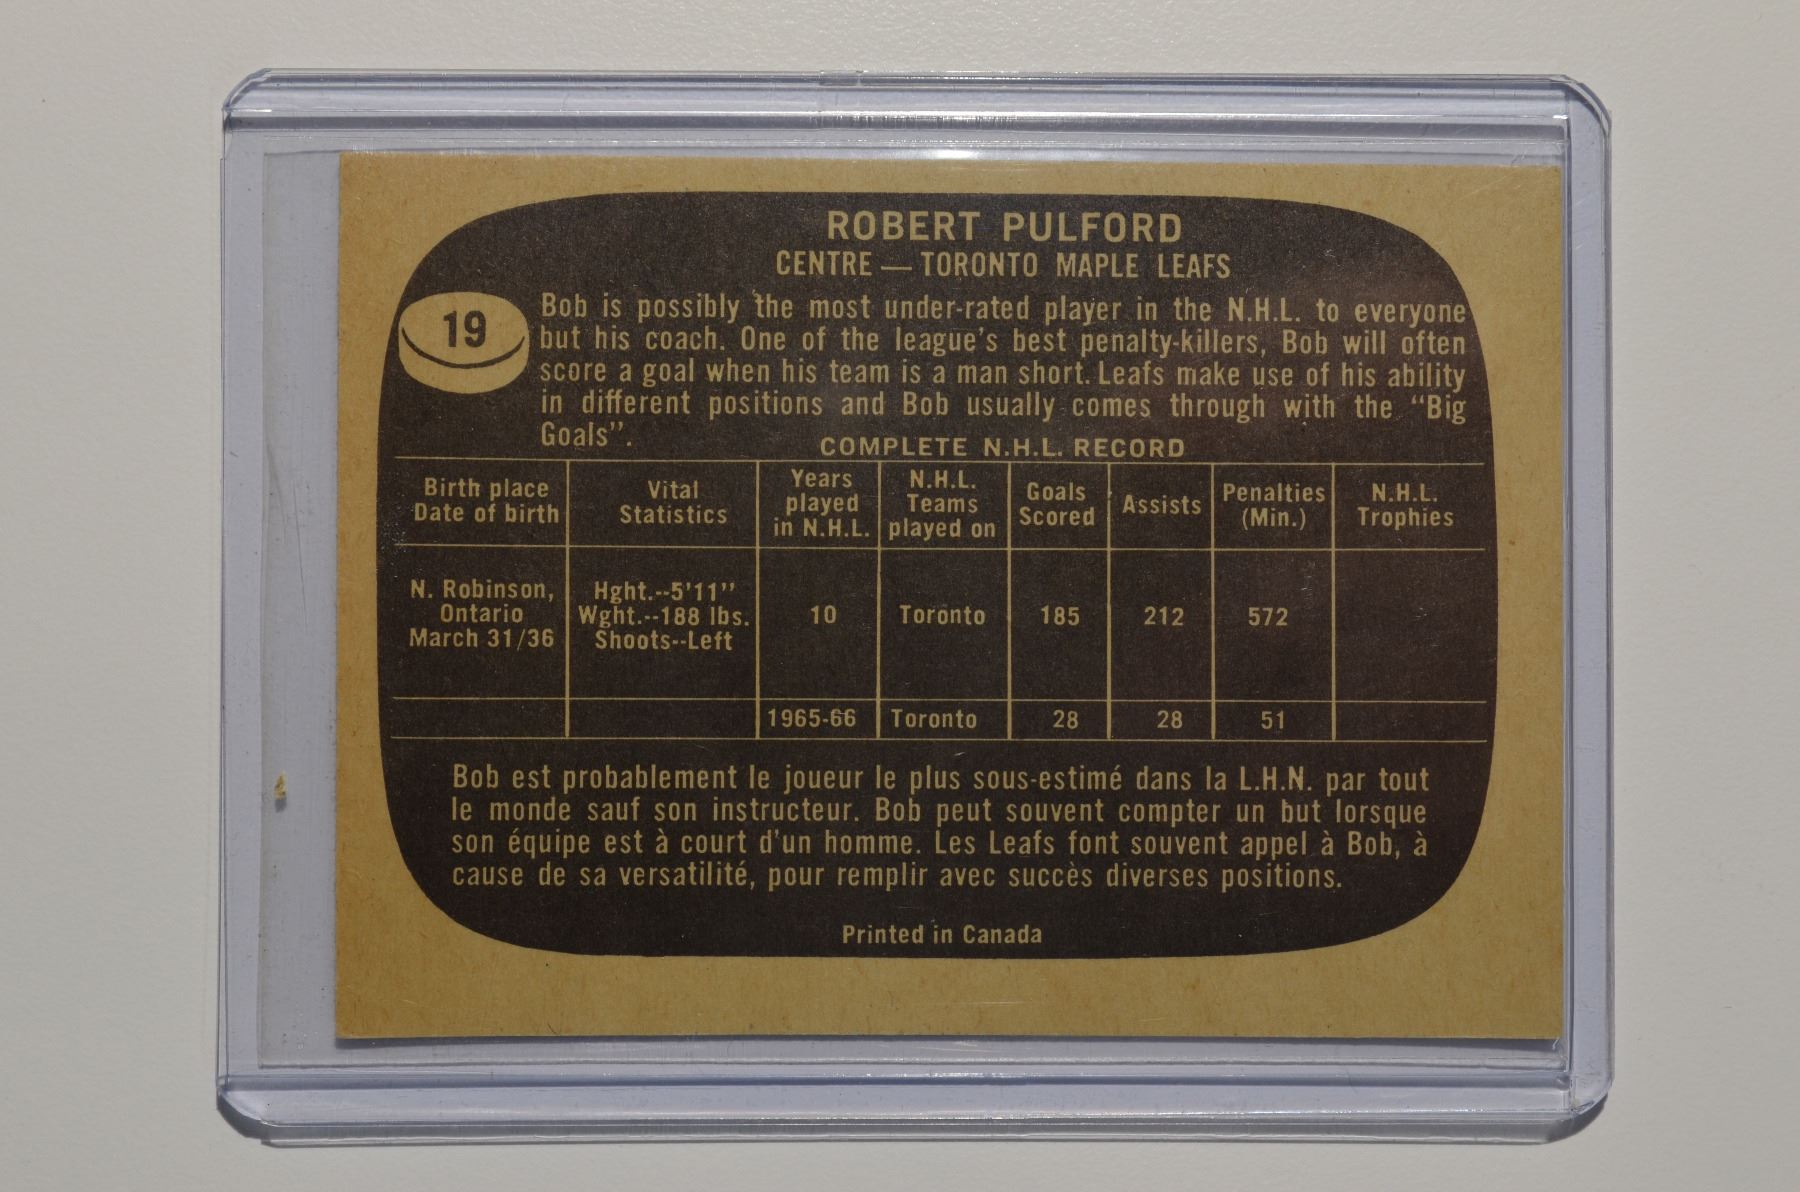 ROBERT PULFORD
CENTRE — TORONTO MAPLE LEAFS
19
Bob is possibly the most under-rated player in the N.H.L. to everyone
but his coach. One of the league's best penalty-killers, Bob will often
score a goal when his team is a man short. Leafs make use of his ability
in different positions and Bob usually comes through with the “Big
Goals”.
COMPLETE N.H.L. RECORD
Birth place
Date of birth
Vital
Statistics
Years
played
in N.H.L.
N.H.L.
Teams
played on
Goals
Scored
Assists
Penalties
(Min.)
N.H.L.
Trophies
N. Robinson,
Ontario
March 31/36
Hght.--5'11”
Wght.--188 lbs.
Shoots--Left
10
Toronto
185
212
572
1965-66
Toronto
28
28
51
Bob est probablement le joueur le plus sous-estimé dans la L.H.N. par tout
le monde sauf son instructeur. Bob peut souvent compter un but lorsque
son équipe est à court d'un homme. Les Leafs font souvent appel à Bob, à
cause de sa versatilité, pour remplir avec succès diverses positions.
Printed in Canada